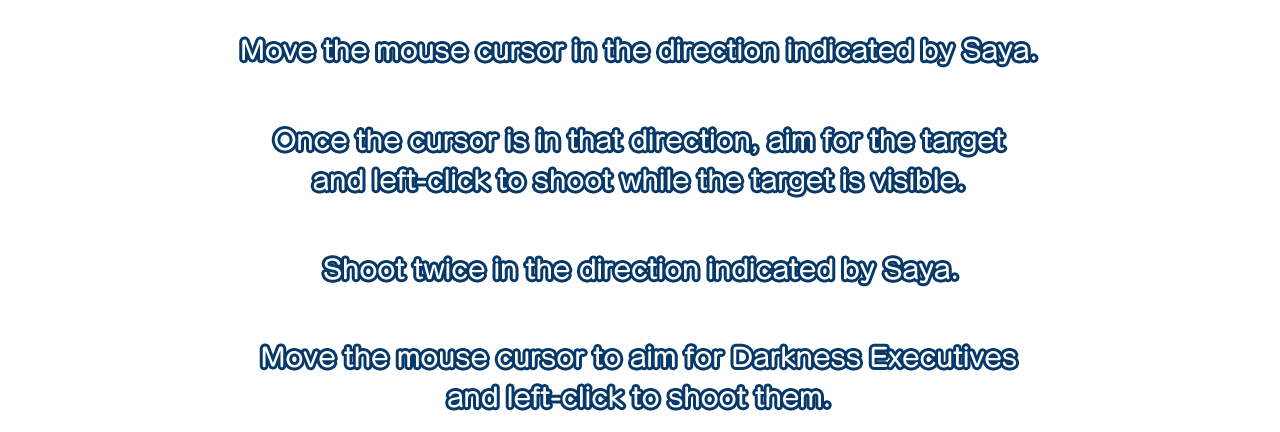 Move the mouse cursor in the direction indicated by Saya.
Once the cursor is in that direction, aim for the target
and left-click to shoot while the target is visible.
Shoot twice in the direction indicated by Saya.
Move the mouse cursor to aim for Darkness Executives
and left-click to shoot them.